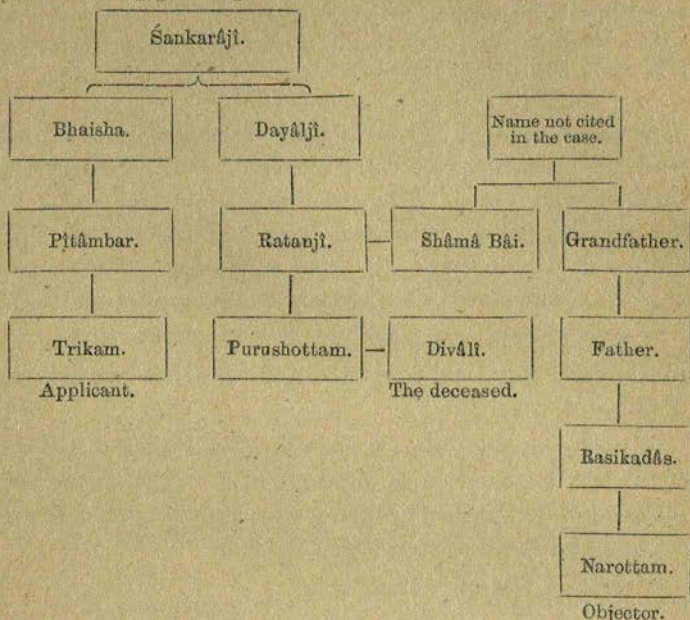 Śankarâjî.
Bhaisha.
Dayâljî.
Name not cited
in the case.
Pîtâmbar.
Ratanjî.
Shâmâ Bâi.
Grandfather.
Trikam.
Purushottam.
Divâlî.
Father.
Applicant.
The deceased.
Rasikadâs.
Narottam.
Objector.